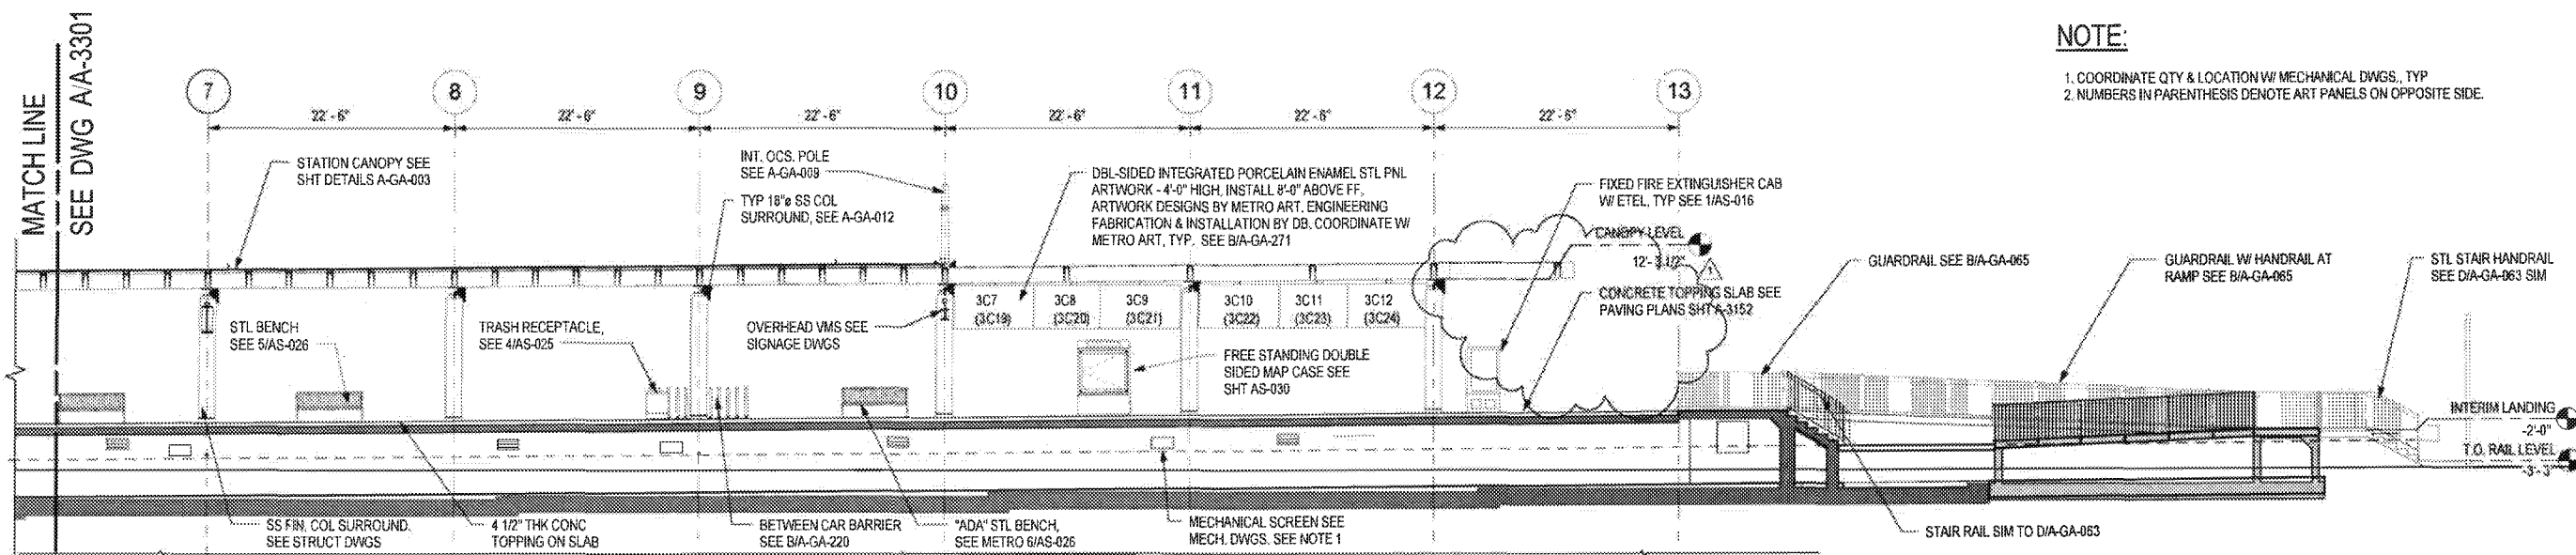 MATCH LINE
SEE DWG A/A-3301
NOTE:
1. COORDINATE QTY & LOCATION W/ MECHANICAL DWGS., TYP
2. NUMBERS IN PARENTHESIS DENOTE ART PANELS ON OPPOSITE SIDE.
7
8
9
10
11
12
13
22' - 6"
22' - 6"
22' - 6"
22' - 6"
22' - 6"
22' - 6"
STATION CANOPY SEE
SHT DETAILS A-GA-003
INT. OCS. POLE
SEE A-GA-009
TYP 18"ø SS COL
SURROUND, SEE A-GA-012
DBL-SIDED INTEGRATED PORCELAIN ENAMEL STL PNL
ARTWORK - 4'-0" HIGH, INSTALL 8'-0" ABOVE FF,
ARTWORK DESIGNS BY METRO ART. ENGINEERING
FABRICATION & INSTALLATION BY DB. COORDINATE W/
METRO ART, TYP. SEE B/A-GA-271
FIXED FIRE EXTINGUISHER CAB
W/ ETEL, TYP SEE 1/AS-016
CANOPY LEVEL
1
CONCRETE TOPPING SLAB SEE
PAVING PLANS SHT A-3152
GUARDRAIL SEE B/A-GA-065
GUARDRAIL W/ HANDRAIL AT
RAMP SEE B/A-GA-065
STL STAIR HANDRAIL
SEE D/A-GA-063 SIM
STL BENCH
SEE 5/AS-026
TRASH RECEPTACLE,
SEE 4/AS-025
OVERHEAD VMS SEE
SIGNAGE DWGS
3C7
(3C19)
3C8
(3C20)
3C9
(3C21)
3C10
(3C22)
3C11
(3C23)
3C12
(3C24)
FREE STANDING DOUBLE
SIDED MAP CASE SEE
SHT AS-030
INTERIM LANDING
-2'-0"
T.O. RAIL LEVEL
-3'-3"
SS FIN. COL SURROUND.
SEE STRUCT DWGS
4 1/2" THK CONC
TOPPING ON SLAB
BETWEEN CAR BARRIER
SEE B/A-GA-220
"ADA" STL BENCH,
SEE METRO 6/AS-026
MECHANICAL SCREEN SEE
MECH. DWGS. SEE NOTE 1
STAIR RAIL SIM TO D/A-GA-063